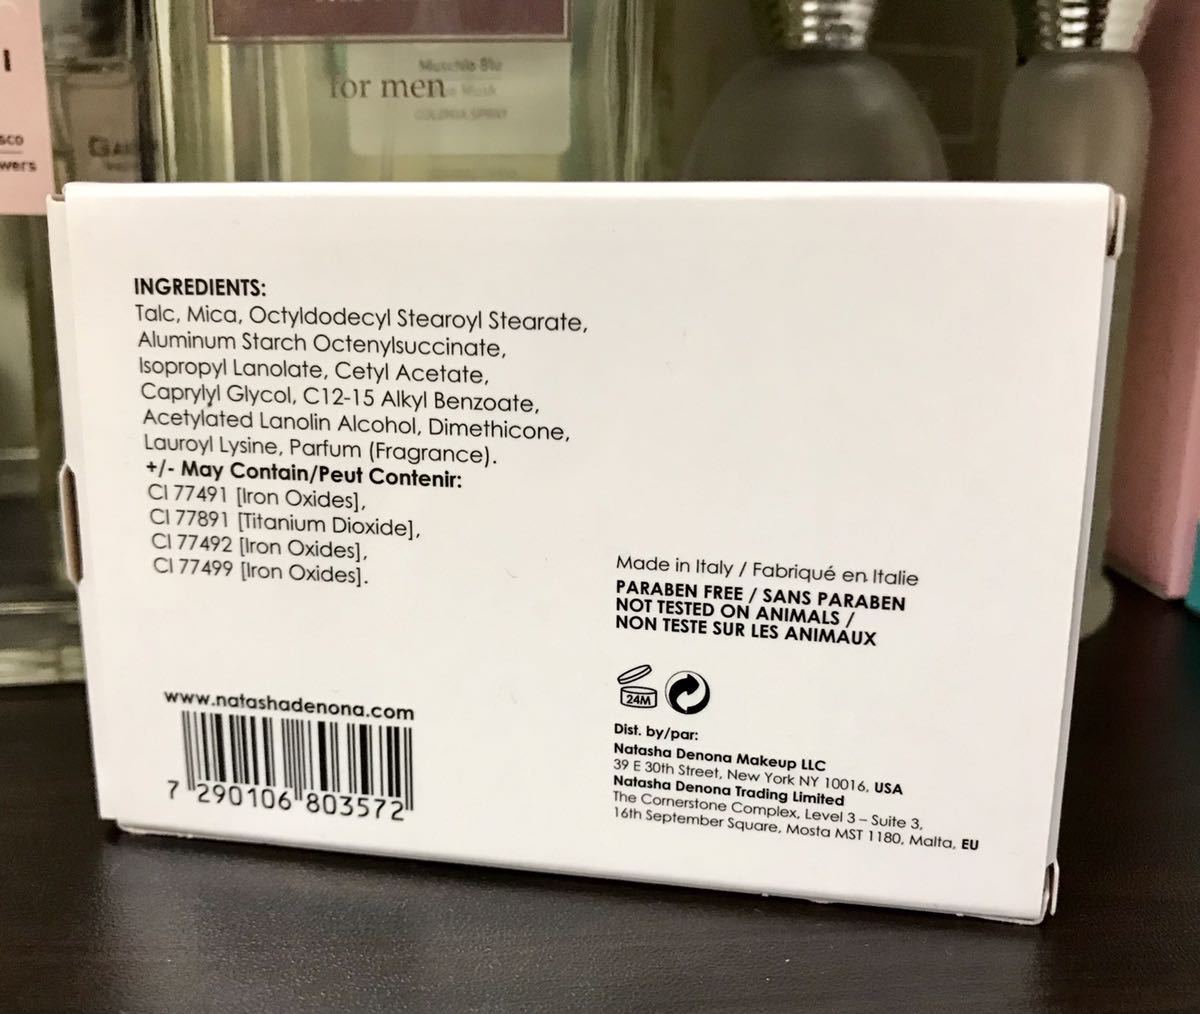 for men
Muschio Blu
Musk
COLONIA SPRAY
INGREDIENTS:
Talc, Mica, Octyldodecyl Stearoyl Stearate,
Aluminum Starch Octenylsuccinate,
Isopropyl Lanolate, Cetyl Acetate,
Caprylyl Glycol, C12-15 Alkyl Benzoate,
Acetylated Lanolin Alcohol, Dimethicone,
Lauroyl Lysine, Parfum (Fragrance).
+/- May Contain/Peut Contenir:
CI 77491 [Iron Oxides],
CI 77891 [Titanium Dioxide],
CI 77492 [Iron Oxides],
CI 77499 [Iron Oxides].
www.natashadenona.com
7 290106 803572
Made in Italy / Fabriqué en Italie
PARABEN FREE / SANS PARABEN
NOT TESTED ON ANIMALS /
NON TESTE SUR LES ANIMAUX
24M
Dist. by/par:
Natasha Denona Makeup LLC
39 E 30th Street, New York NY 10016, USA
Natasha Denona Trading Limited
The Cornerstone Complex, Level 3 – Suite 3,
16th September Square, Mosta MST 1180, Malta, EU